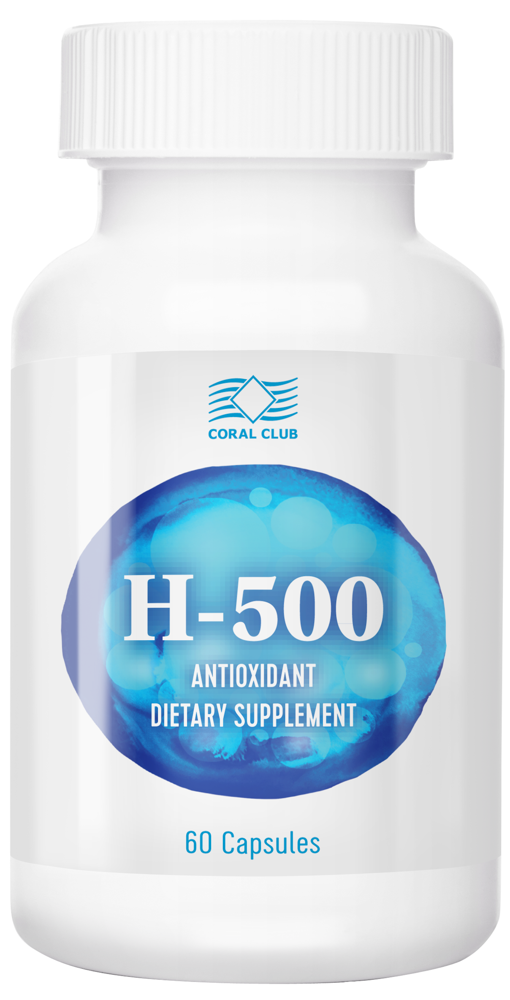 CORAL CLUB
H-500
ANTIOXIDANT
DIETARY SUPPLEMENT
60 Capsules